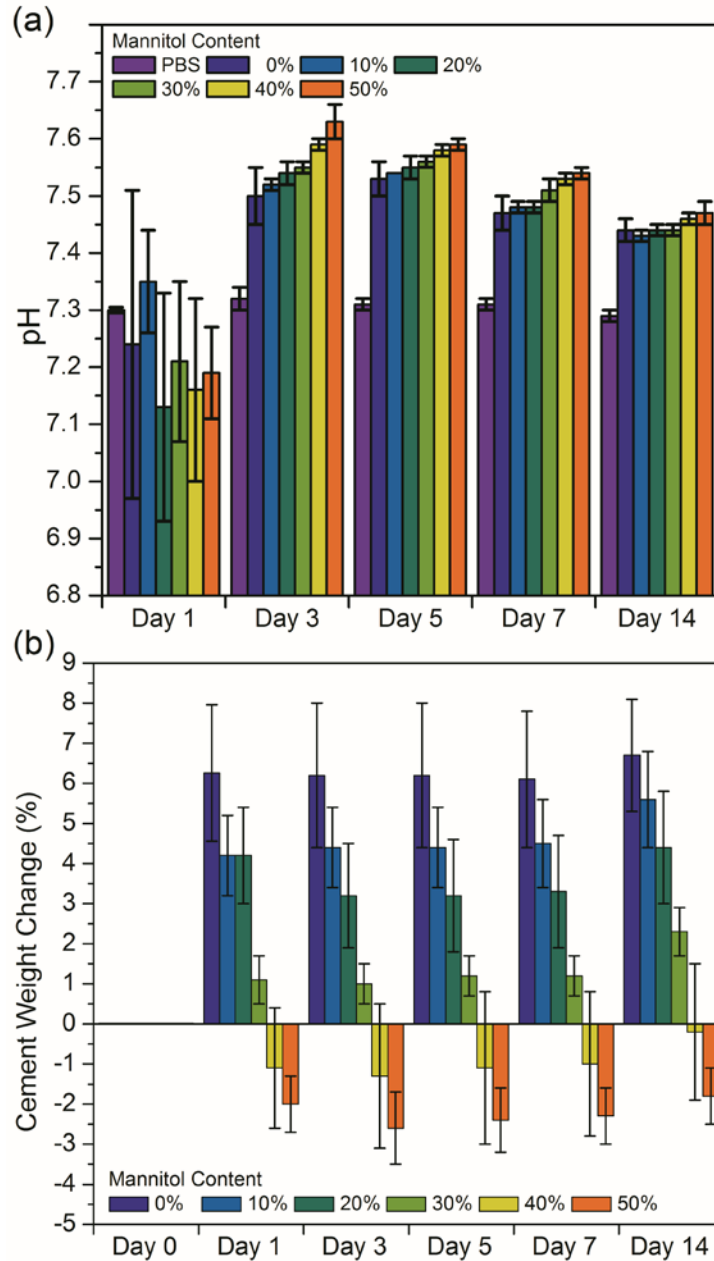 (a)
Mannitol Content
PBS 0% 10% 20%
30% 40% 50%
7.7
7.6
7.5
7.4
7.3
7.2
7.1
7.0
6.9
6.8
pH
Day 1 Day 3 Day 5 Day 7 Day 14
(b)
9
8
7
6
5
4
3
2
1
0
-1
-2
-3
-4
-5
Cement Weight Change (%)
Mannitol Content
0% 10% 20% 30% 40% 50%
Day 0 Day 1 Day 3 Day 5 Day 7 Day 14